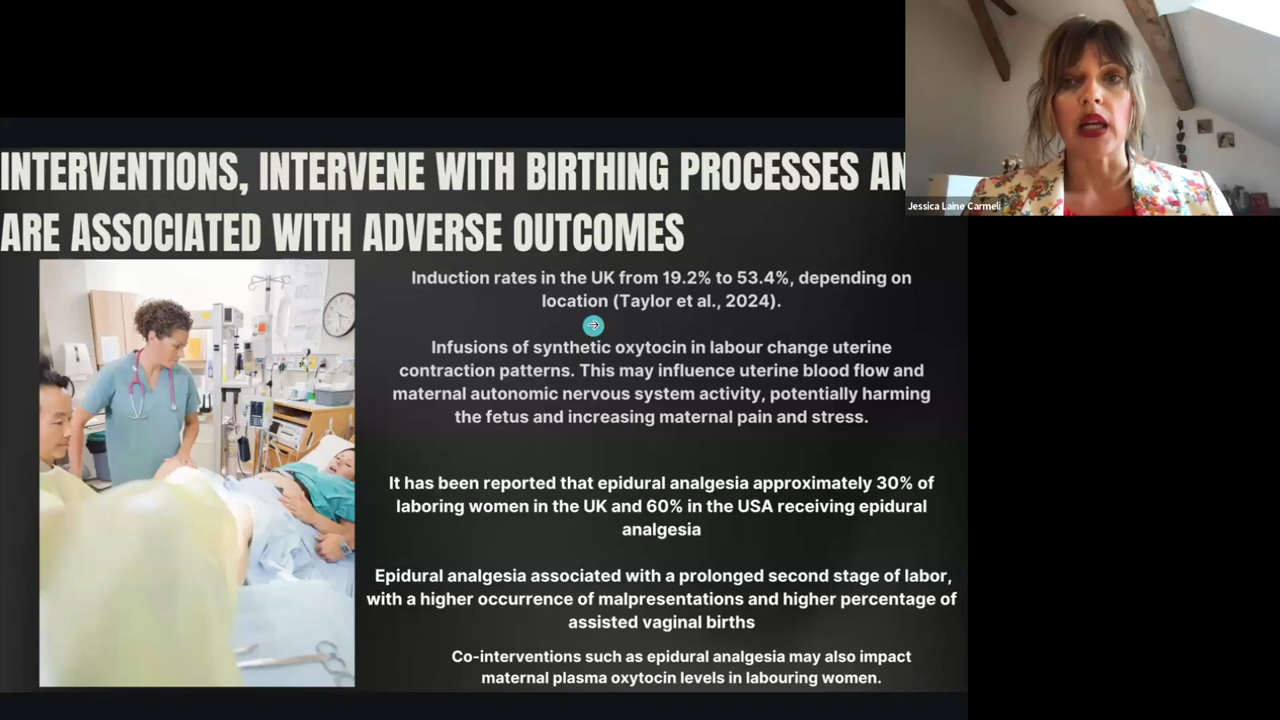 INTERVENTIONS, INTERVENE WITH BIRTHING PROCESSES AN
ARE ASSOCIATED WITH ADVERSE OUTCOMES
Jessica Laine Carmeli
Induction rates in the UK from 19.2% to 53.4%, depending on
location (Taylor et al., 2024).
Infusions of synthetic oxytocin in labour change uterine
contraction patterns. This may influence uterine blood flow and
maternal autonomic nervous system activity, potentially harming
the fetus and increasing maternal pain and stress.
It has been reported that epidural analgesia approximately 30% of
laboring women in the UK and 60% in the USA receiving epidural
analgesia
Epidural analgesia associated with a prolonged second stage of labor,
with a higher occurrence of malpresentations and higher percentage of
assisted vaginal births
Co-interventions such as epidural analgesia may also impact
maternal plasma oxytocin levels in labouring women.